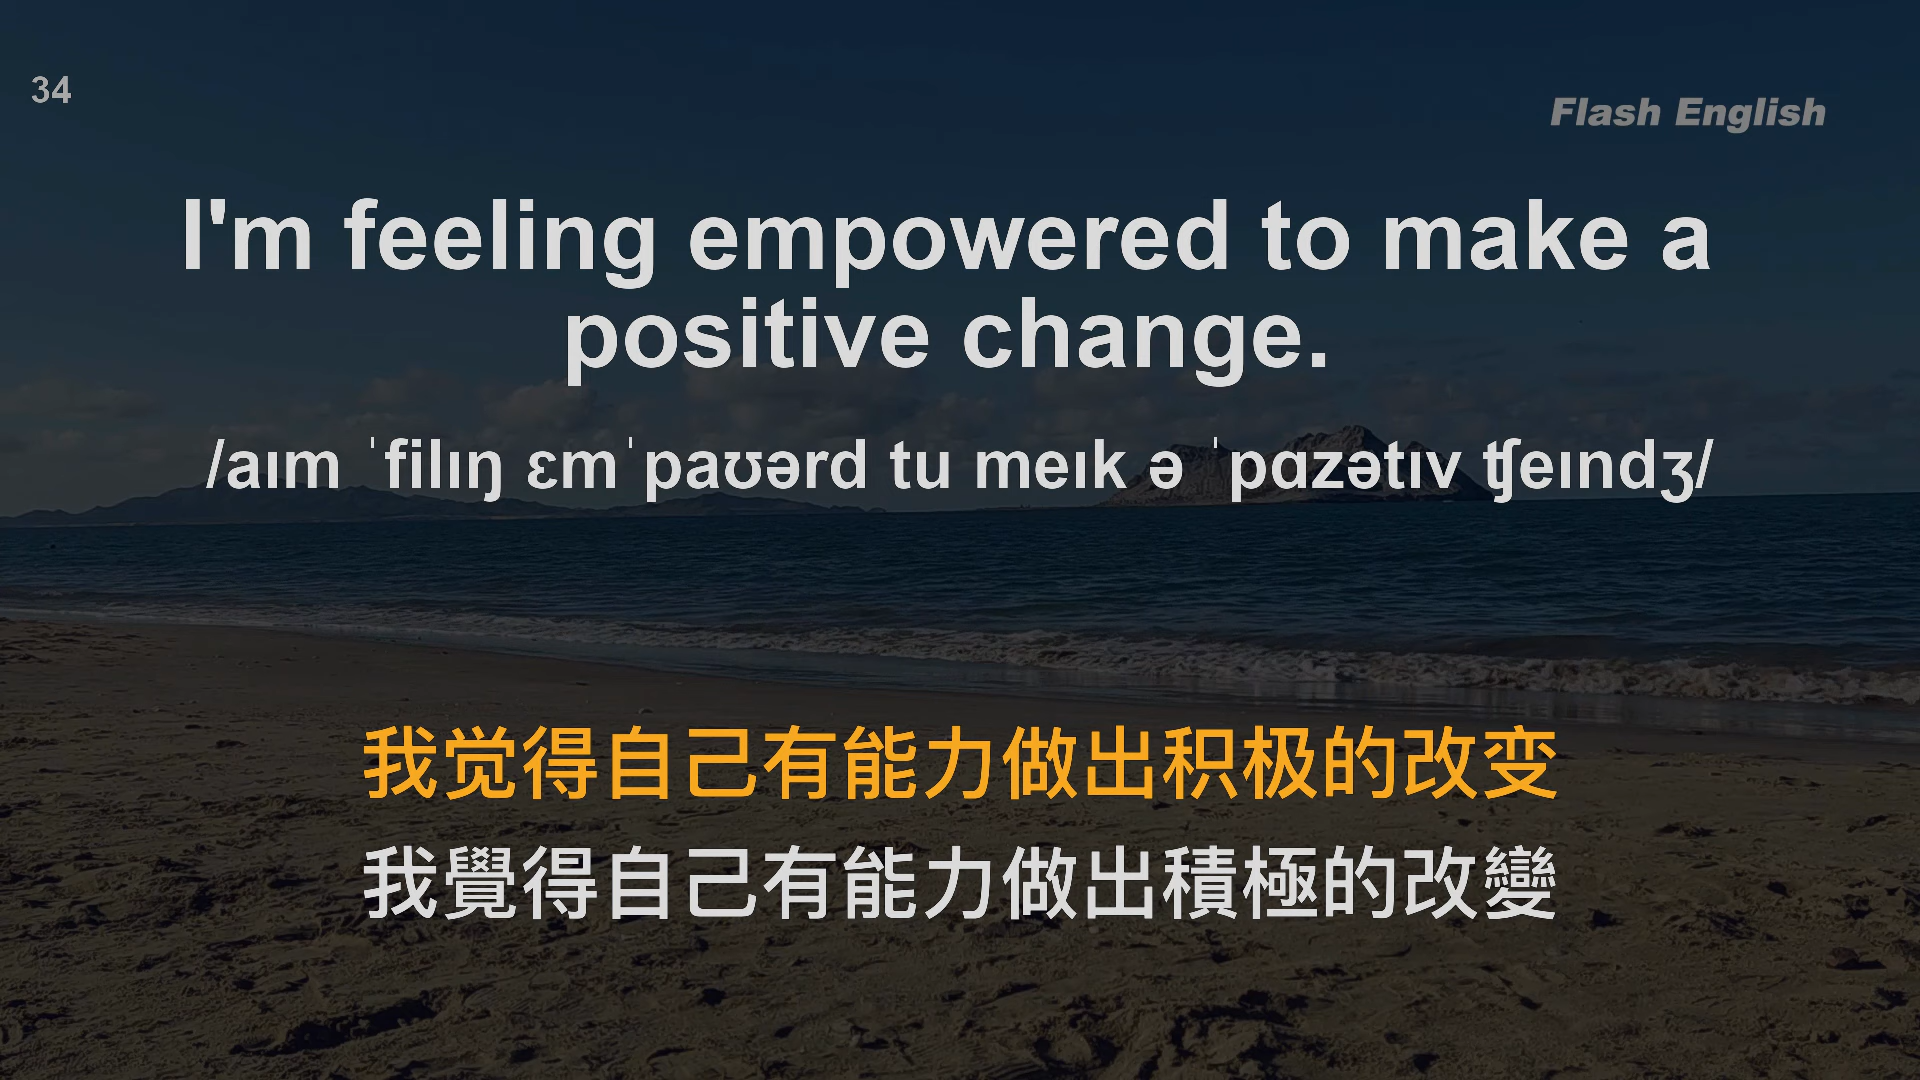 34
Flash English
I'm feeling empowered to make a
positive change.
/aɪm ˈfilɪŋ ɛmˈpaʊərd tu meɪk ə ˈpɑzətɪv ʧeɪndʒ/
我觉得自己有能力做出积极的改变
我覺得自己有能力做出積極的改變